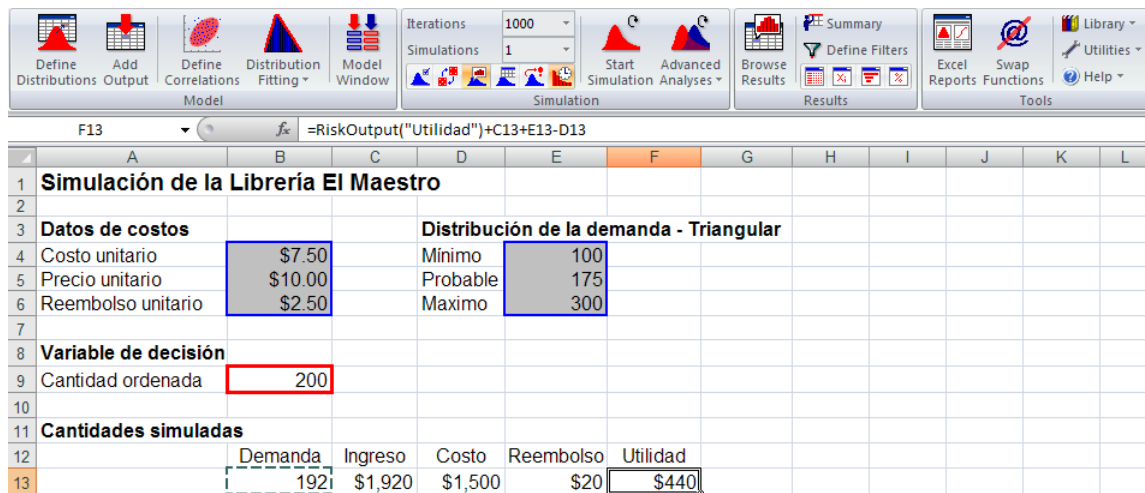 Iterations 1000
Simulations 1
Define Distributions
Add Output
Define Correlations
Distribution Fitting
Model Window
Start Simulation
Advanced Analyses
Browse Results
Summary
Define Filters
Excel Reports
Swap Functions
Library
Utilities
Help
Model Simulation Results Tools
F13 fx =RiskOutput("Utilidad")+C13+E13-D13
A B C D E F G H I J K L
1 Simulación de la Librería El Maestro
2
3 Datos de costos Distribución de la demanda - Triangular
4 Costo unitario $7.50 Mínimo 100
5 Precio unitario $10.00 Probable 175
6 Reembolso unitario $2.50 Maximo 300
7
8 Variable de decisión
9 Cantidad ordenada 200
10
11 Cantidades simuladas
12 Demanda Ingreso Costo Reembolso Utilidad
13 192 $1,920 $1,500 $20 $440